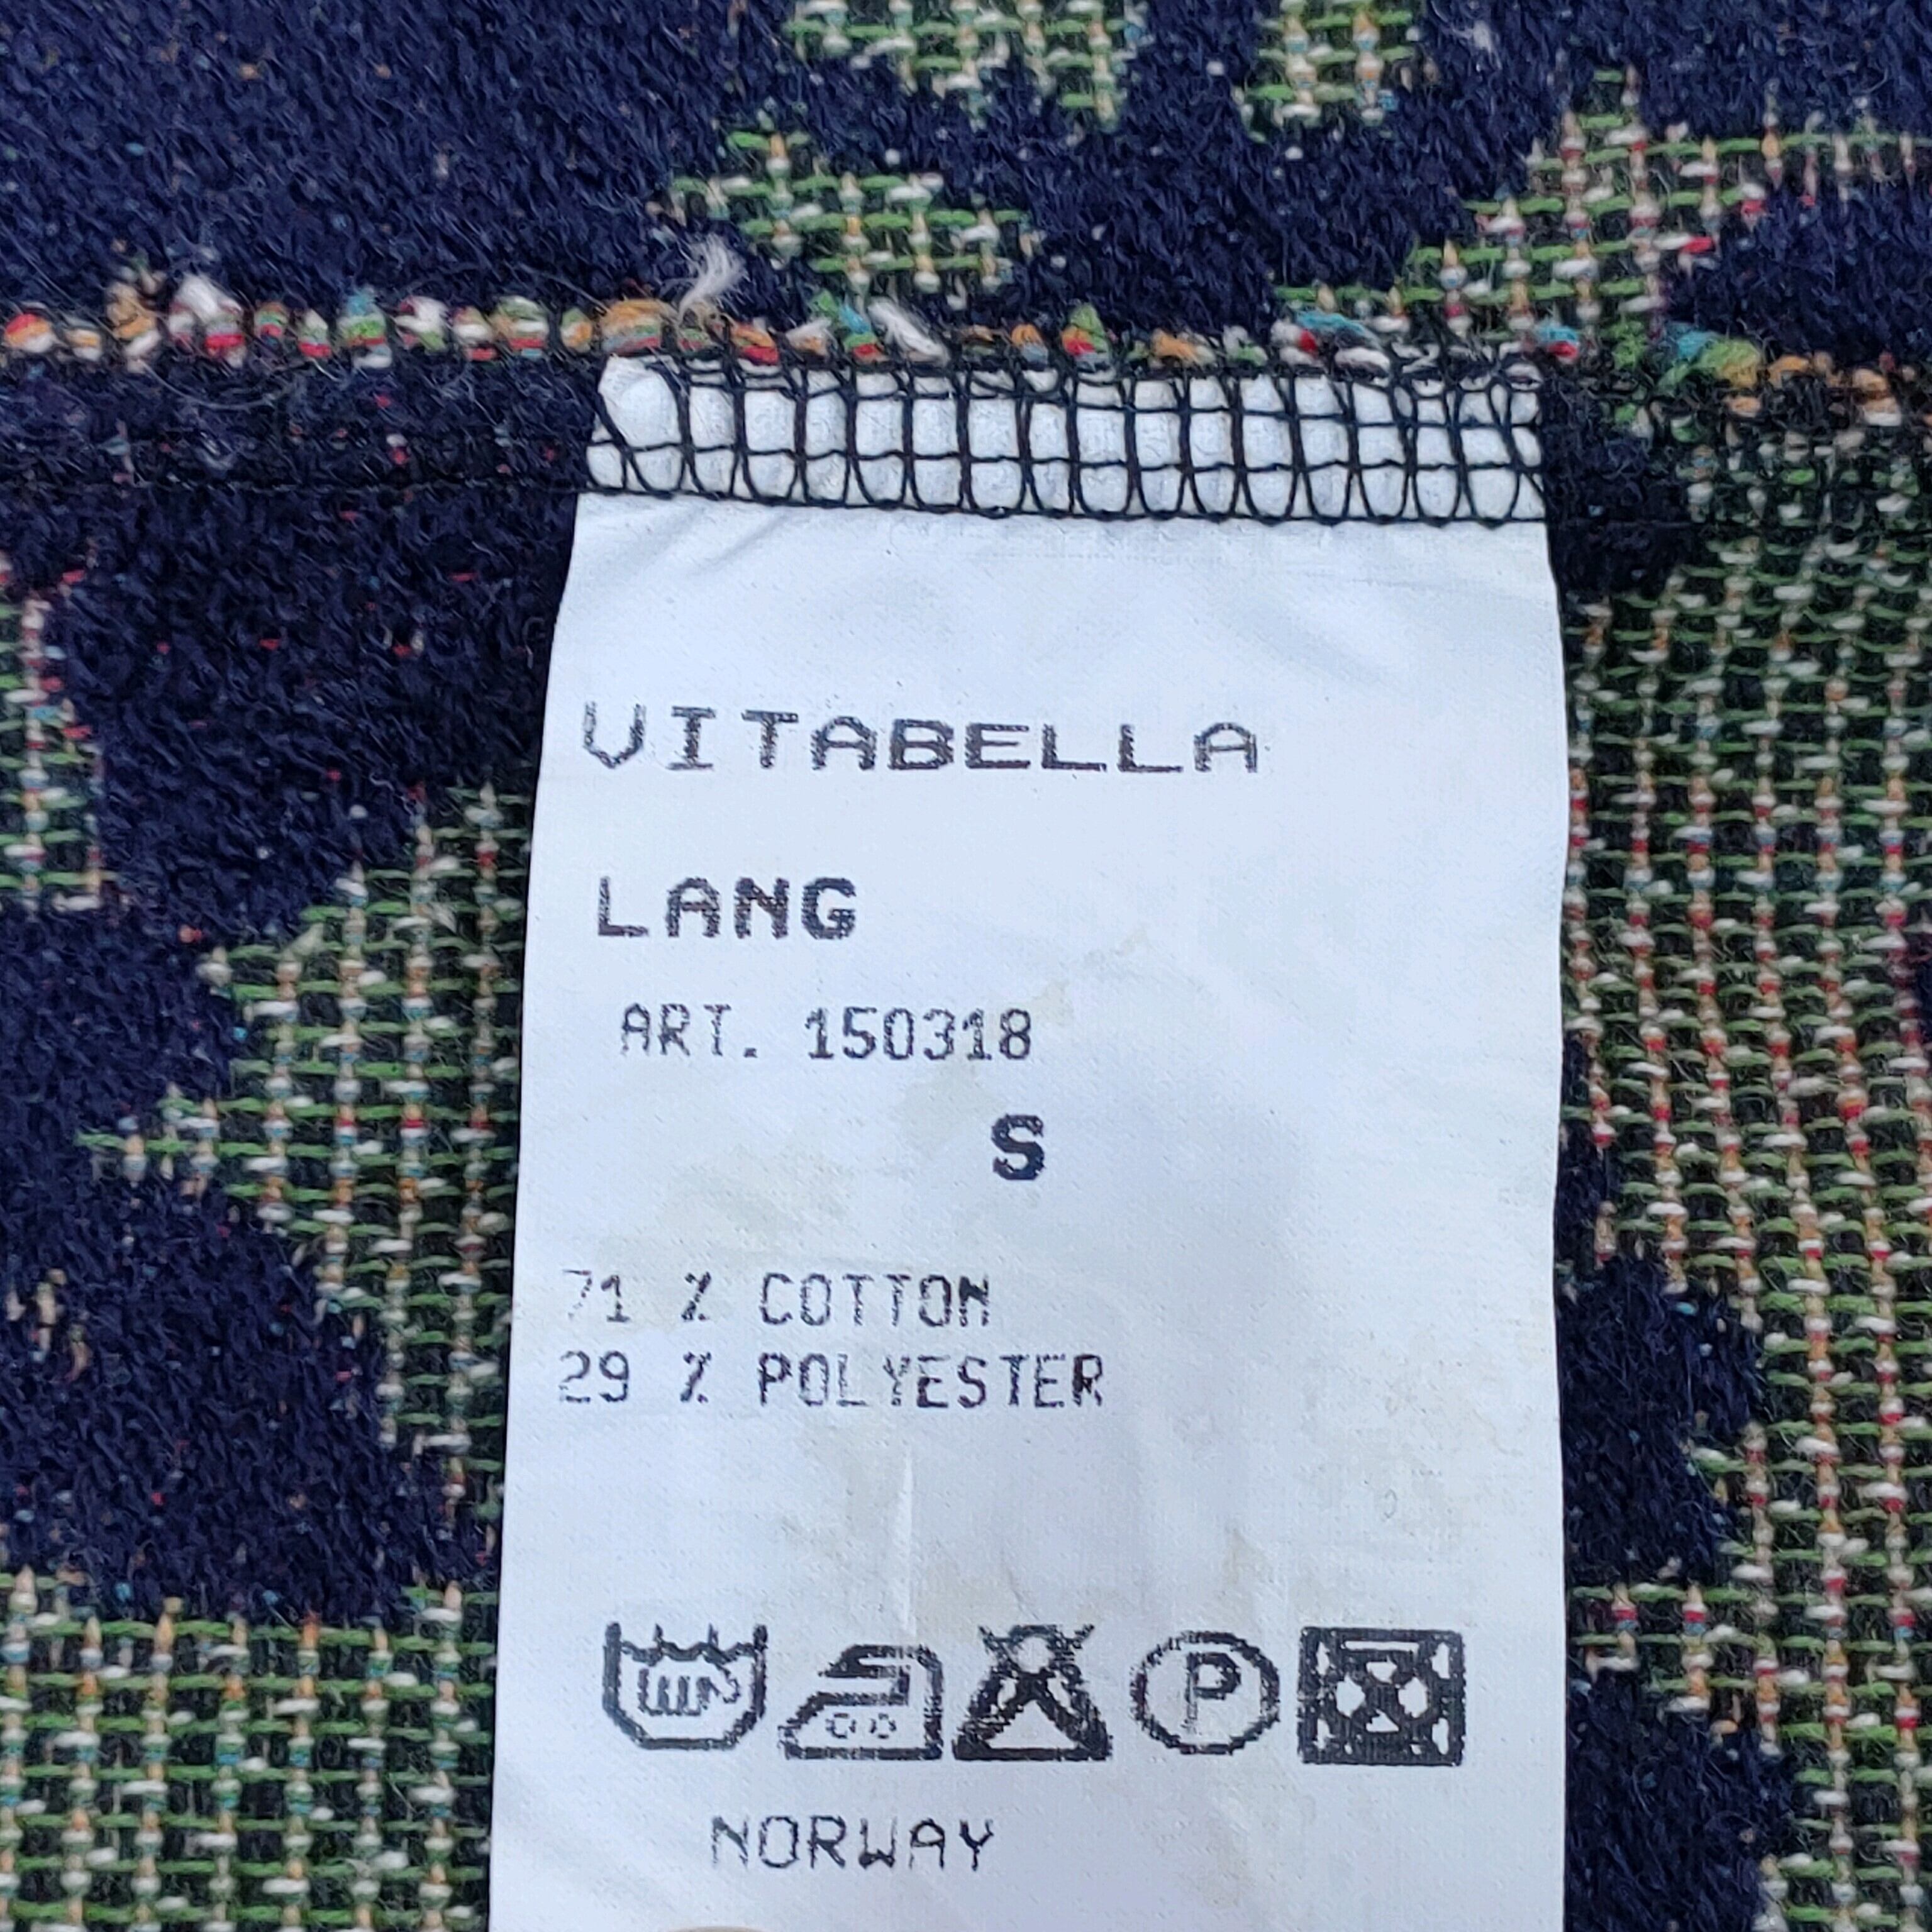 VITABELLA
LANG
ART. 150318
S
71 % COTTON
29 % POLYESTER
P
NORWAY